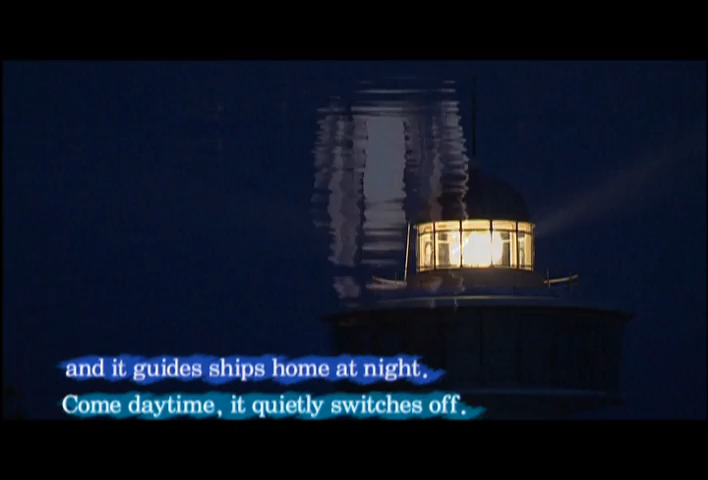 and it guides ships home at night.
Come daytime, it quietly switches off.